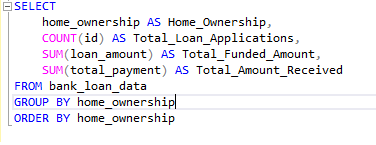 SELECT
home_ownership AS Home_Ownership,
COUNT(id) AS Total_Loan_Applications,
SUM(loan_amount) AS Total_Funded_Amount,
SUM(total_payment) AS Total_Amount_Received
FROM bank_loan_data
GROUP BY home_ownership
ORDER BY home_ownership